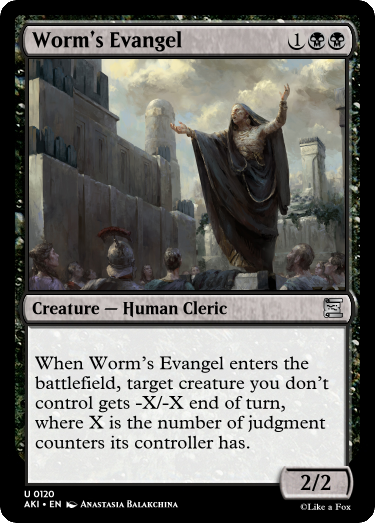 Worm's Evangel 1
Creature — Human Cleric
When Worm's Evangel enters the
battlefield, target creature you don't
control gets -X/-X end of turn,
where X is the number of judgment
counters its controller has.
2/2
U 0120
AKI • EN Anastasia Balakchina
©Like a Fox